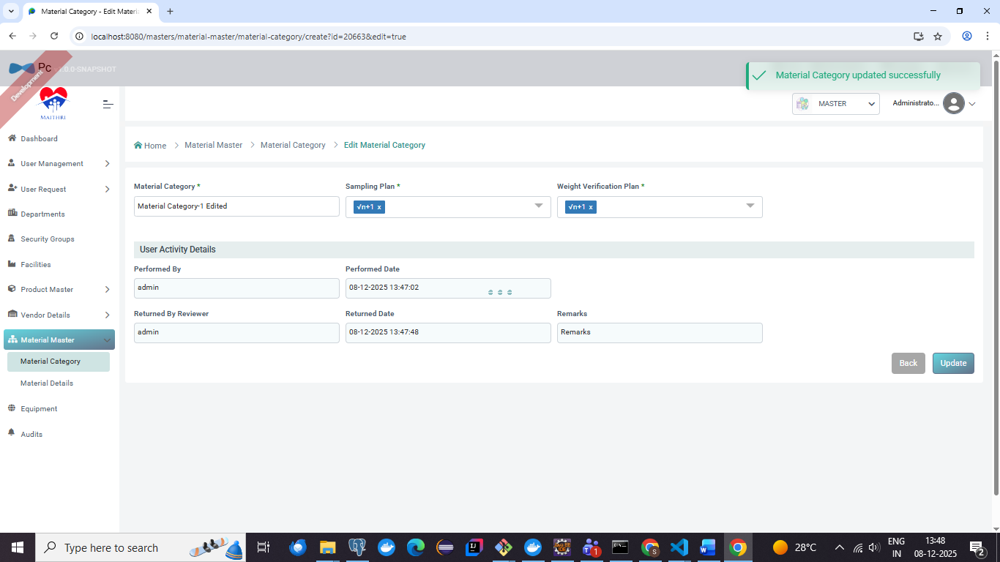 Material Category - Edit Materi
localhost:8080/masters/material-master/material-category/create?id=20663&edit=true
Pc v1.0.0-SNAPSHOT
Development
Material Category updated successfully
MAITHRI
MASTER
Administrato...
Dashboard
User Management
User Request
Departments
Security Groups
Facilities
Product Master
Vendor Details
Material Master
Material Category
Material Details
Equipment
Audits
Home > Material Master > Material Category > Edit Material Category
Material Category * Sampling Plan * Weight Verification Plan *
Material Category-1 Edited √n+1 x √n+1 x
User Activity Details
Performed By Performed Date
admin 08-12-2025 13:47:02
Returned By Reviewer Returned Date Remarks
admin 08-12-2025 13:47:48 Remarks
Back Update
Type here to search
1
S
28°C
ENG
IN
13:48
08-12-2025
2